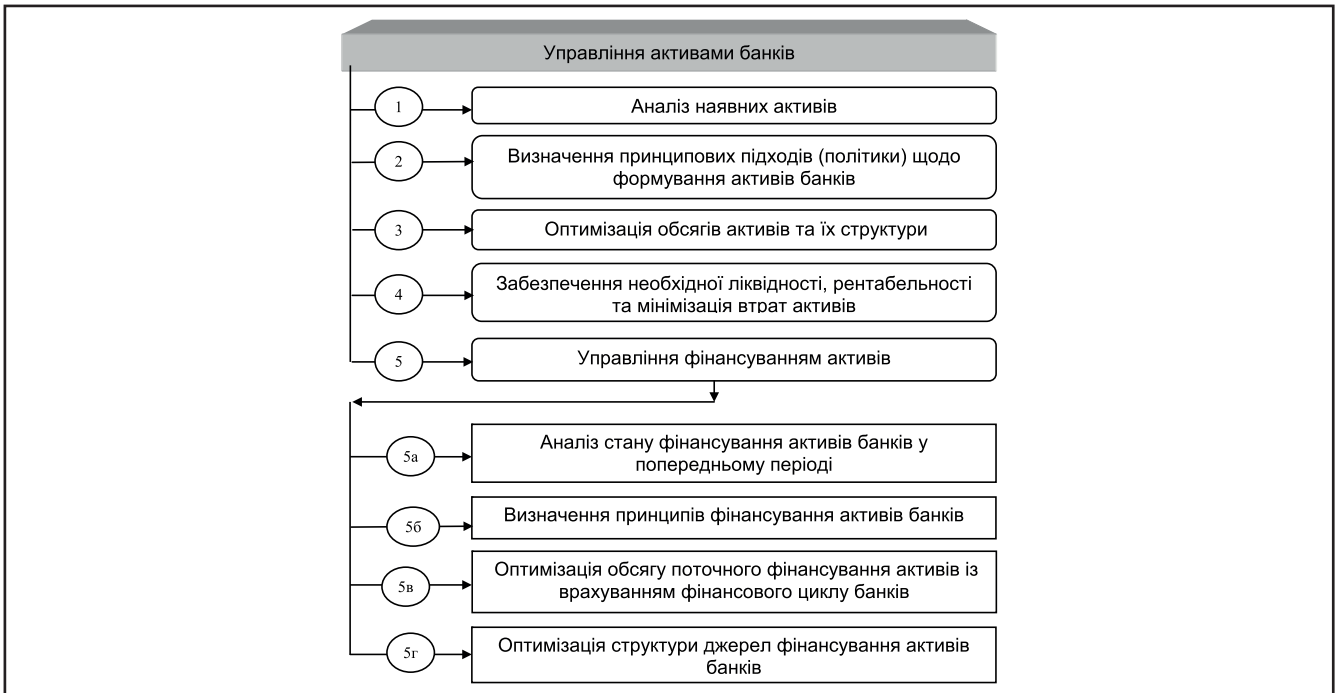 Управління активами банків
1
Аналіз наявних активів
2
Визначення принципових підходів (політики) щодо
формування активів банків
3
Оптимізація обсягів активів та їх структури
4
Забезпечення необхідної ліквідності, рентабельності
та мінімізація втрат активів
5
Управління фінансуванням активів
5а
Аналіз стану фінансування активів банків у
попередньому періоді
5б
Визначення принципів фінансування активів банків
5в
Оптимізація обсягу поточного фінансування активів із
врахуванням фінансового циклу банків
5г
Оптимізація структури джерел фінансування активів
банків